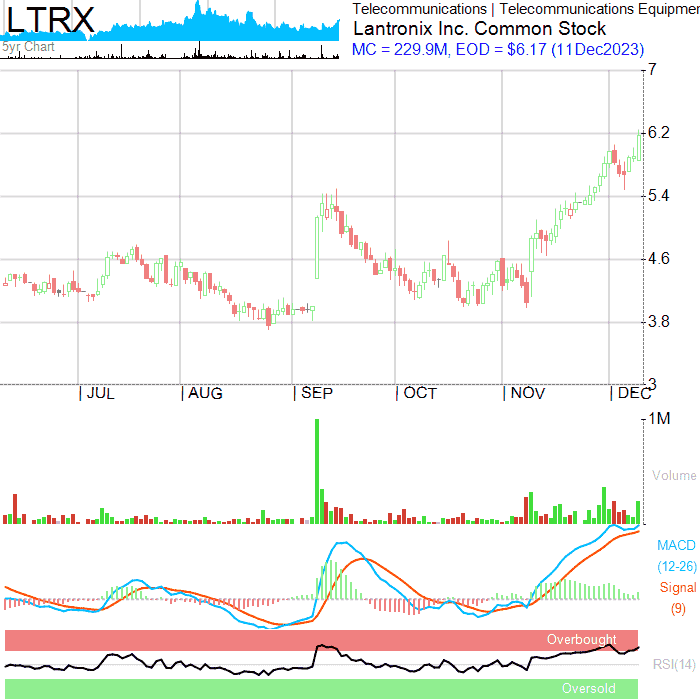 LTRX
5yr Chart
Telecommunications | Telecommunications Equipmen
Lantronix Inc. Common Stock
MC = 229.9M, EOD = $6.17 (11Dec2023)
7
6.2
5.4
4.6
3.8
3
| JUL | AUG | SEP | OCT | NOV | DEC
1M
Volume
MACD
(12-26)
Signal
(9)
Overbought
RSI(14)
Oversold